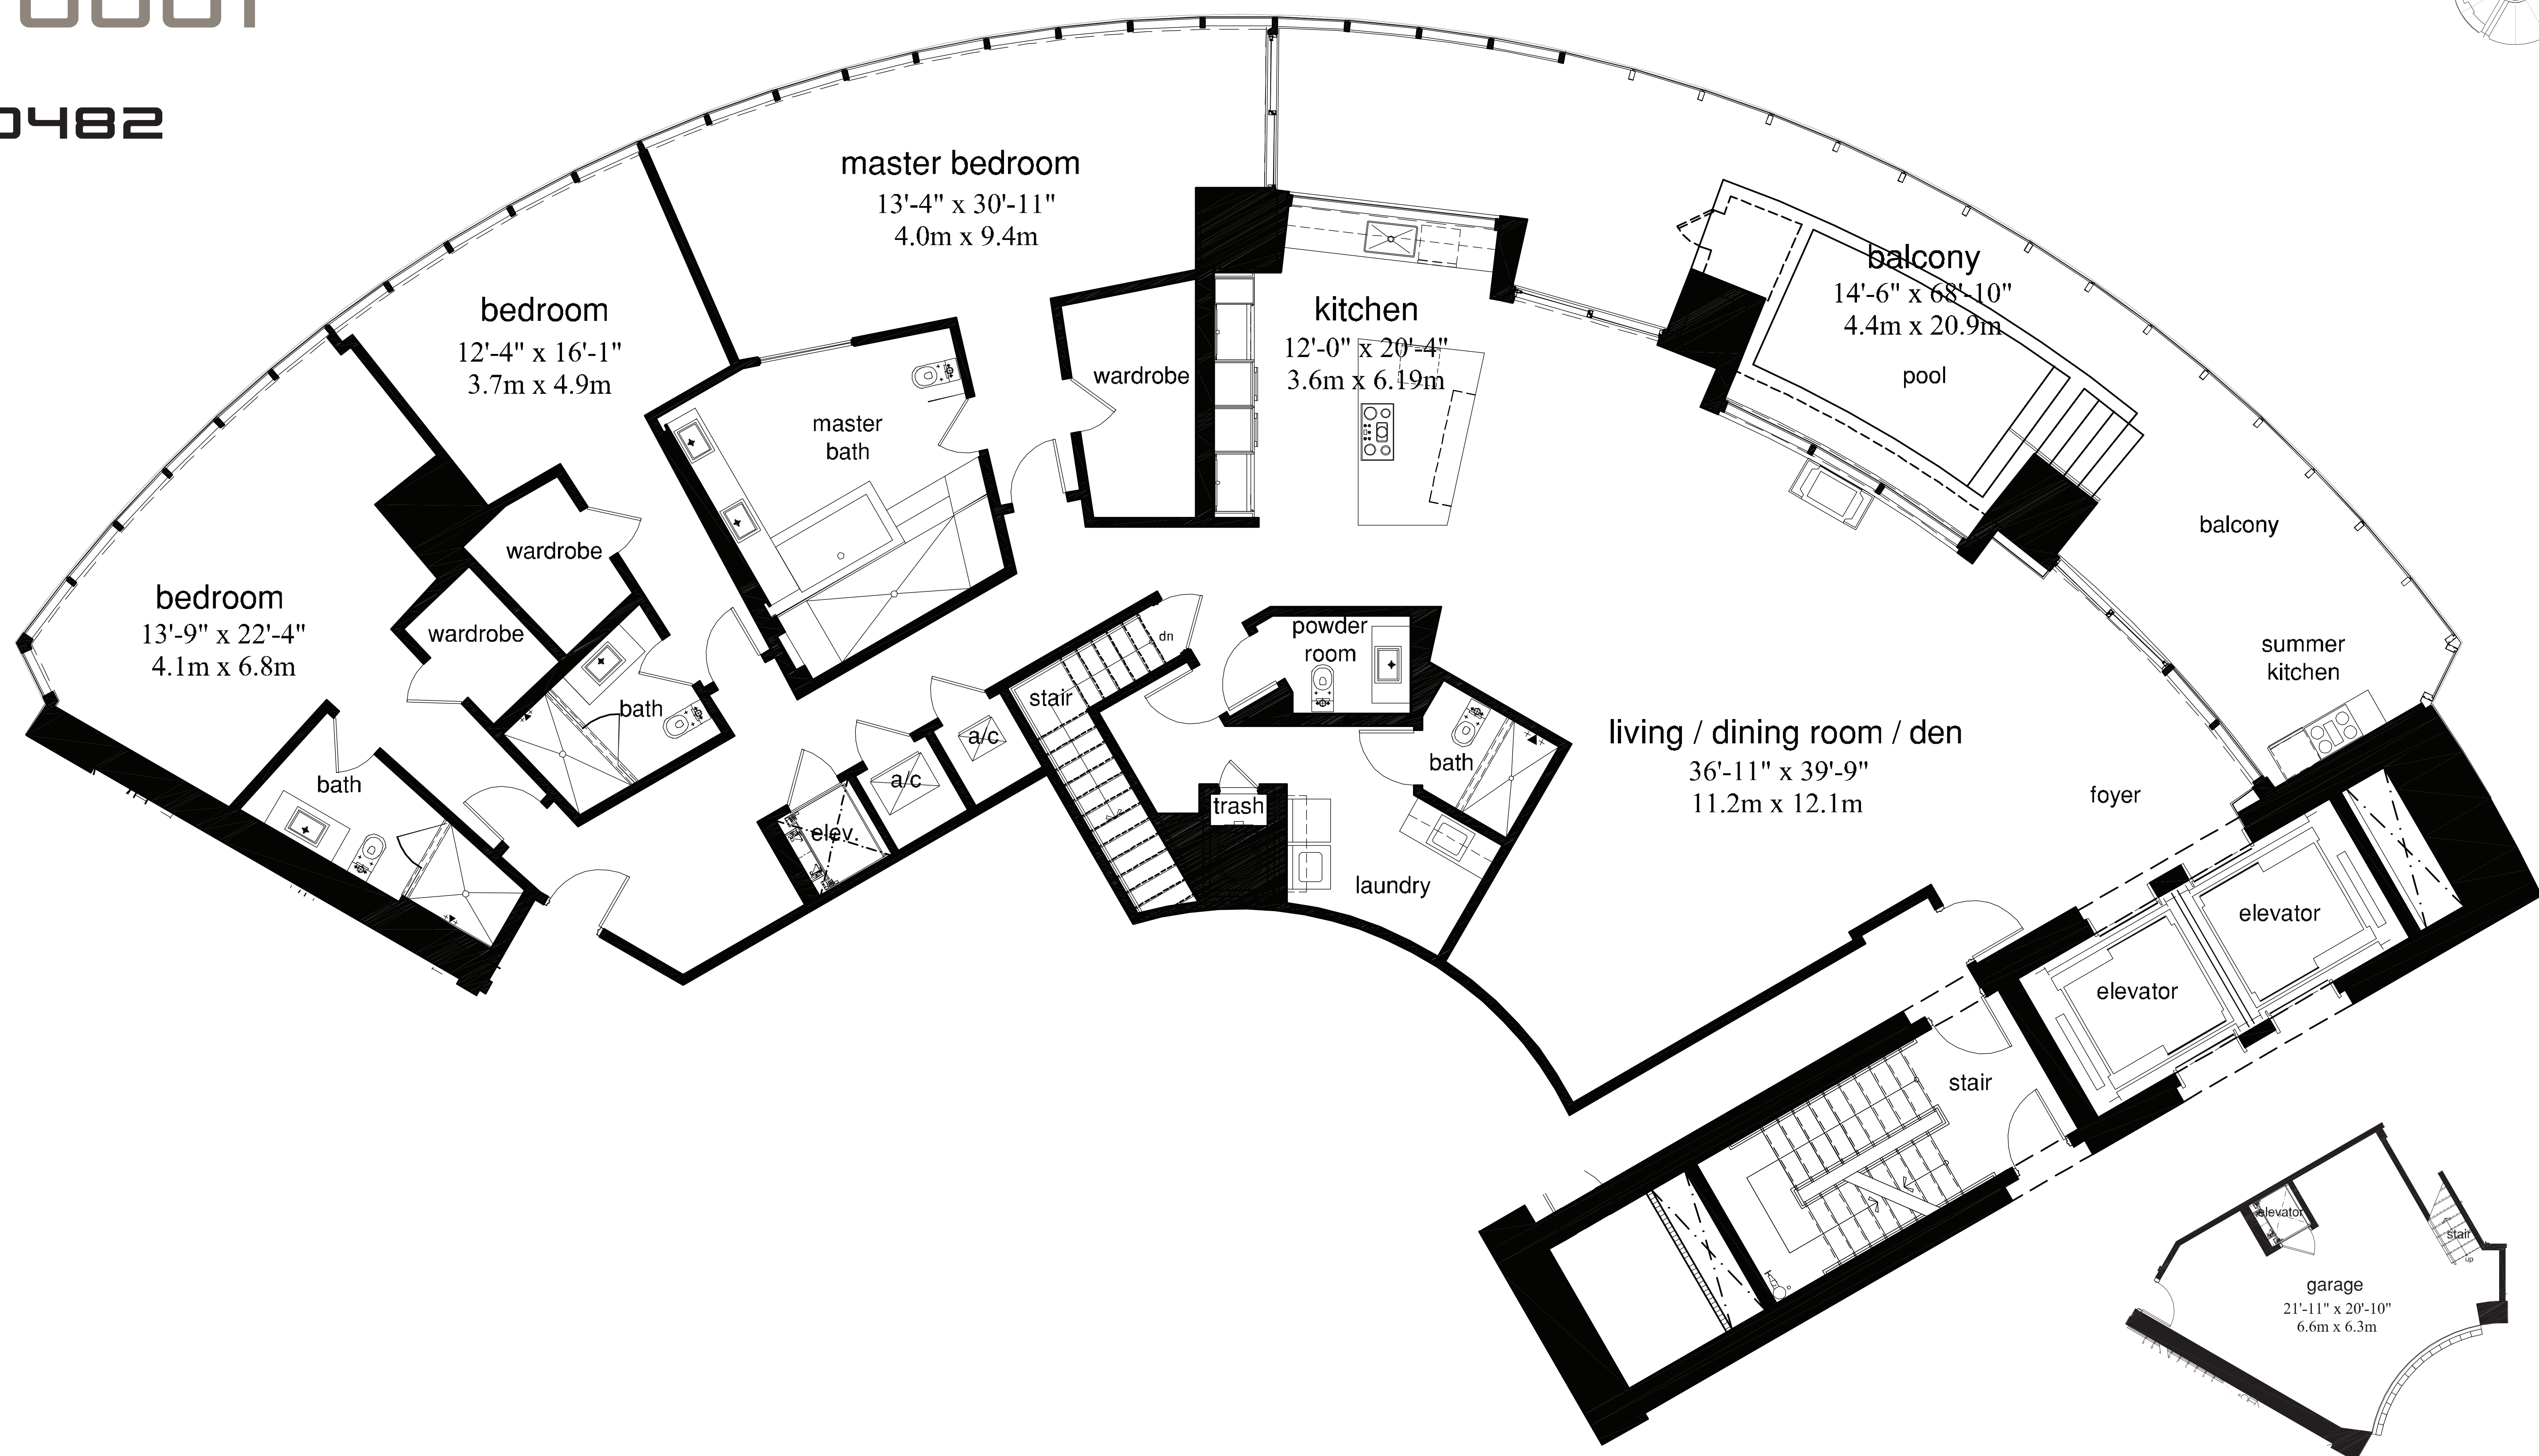 0482
master bedroom
13'-4" x 30'-11"
4.0m x 9.4m
bedroom
12'-4" x 16'-1"
3.7m x 4.9m
kitchen
12'-0" x 20'-4"
3.6m x 6.19m
balcony
14'-6" x 68'-10"
4.4m x 20.9m
pool
wardrobe
master
bath
balcony
wardrobe
bedroom
13'-9" x 22'-4"
4.1m x 6.8m
wardrobe
bath
stair
dn
powder
room
summer
kitchen
living / dining room / den
36'-11" x 39'-9"
11.2m x 12.1m
bath
a/c
a/c
bath
trash
elev.
laundry
foyer
elevator
elevator
stair
elevator
stair
up
garage
21'-11" x 20'-10"
6.6m x 6.3m